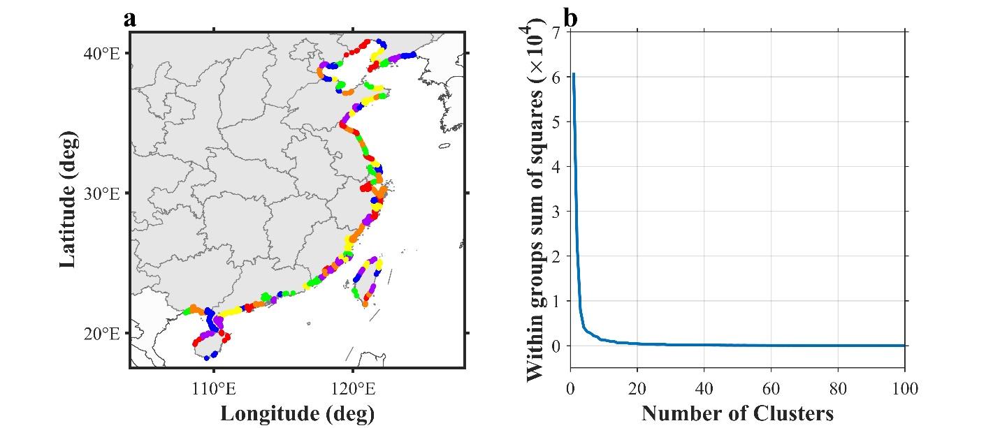 a
40°E
30°E
20°E
110°E
120°E
Latitude (deg)
Longitude (deg)
b
7
6
5
4
3
2
1
0
0
20
40
60
80
100
Within groups sum of squares (×10⁴)
Number of Clusters